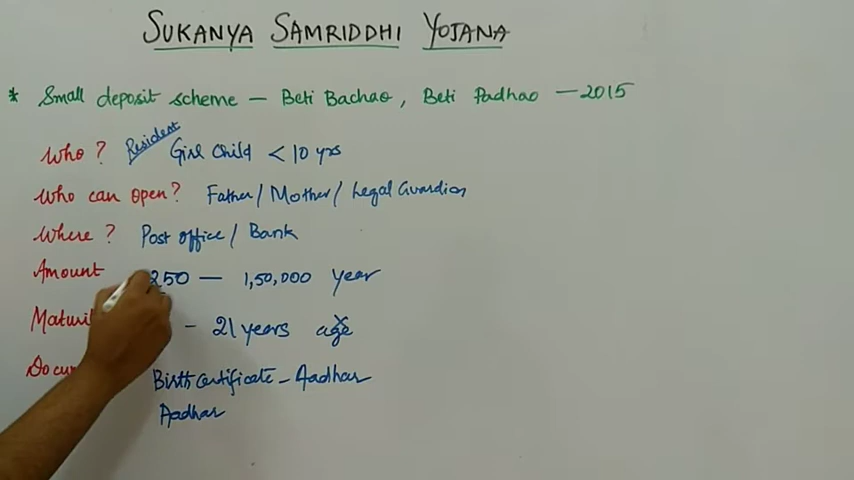 SUKANYA SAMRIDDHI YOJANA
* Small deposit scheme — Beti Bachao, Beti Padhao — 2015
Who? Resident Girl Child < 10 yrs
Who can open? Father/Mother/Legal Guardian
Where? Post office/Bank
Amount 250 — 1,50,000 year
- 21 years age
Birth certificate - Aadhar
Aadhar